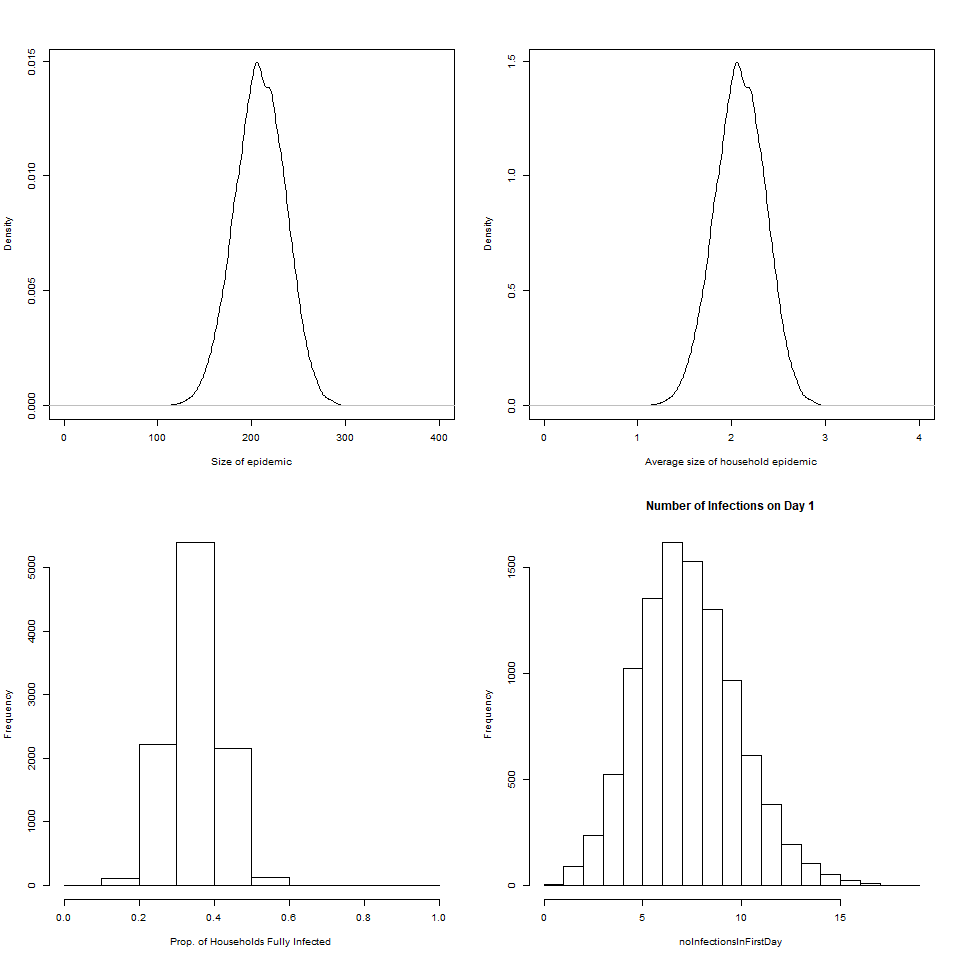 Density
0.015
0.010
0.005
0.000
0 100 200 300 400
Size of epidemic
Density
1.5
1.0
0.5
0.0
0 1 2 3 4
Average size of household epidemic
Frequency
5000
4000
3000
2000
1000
0
0.0 0.2 0.4 0.6 0.8 1.0
Prop. of Households Fully Infected
Number of Infections on Day 1
Frequency
1500
1000
500
0
0 5 10 15
noInfectionsInFirstDay